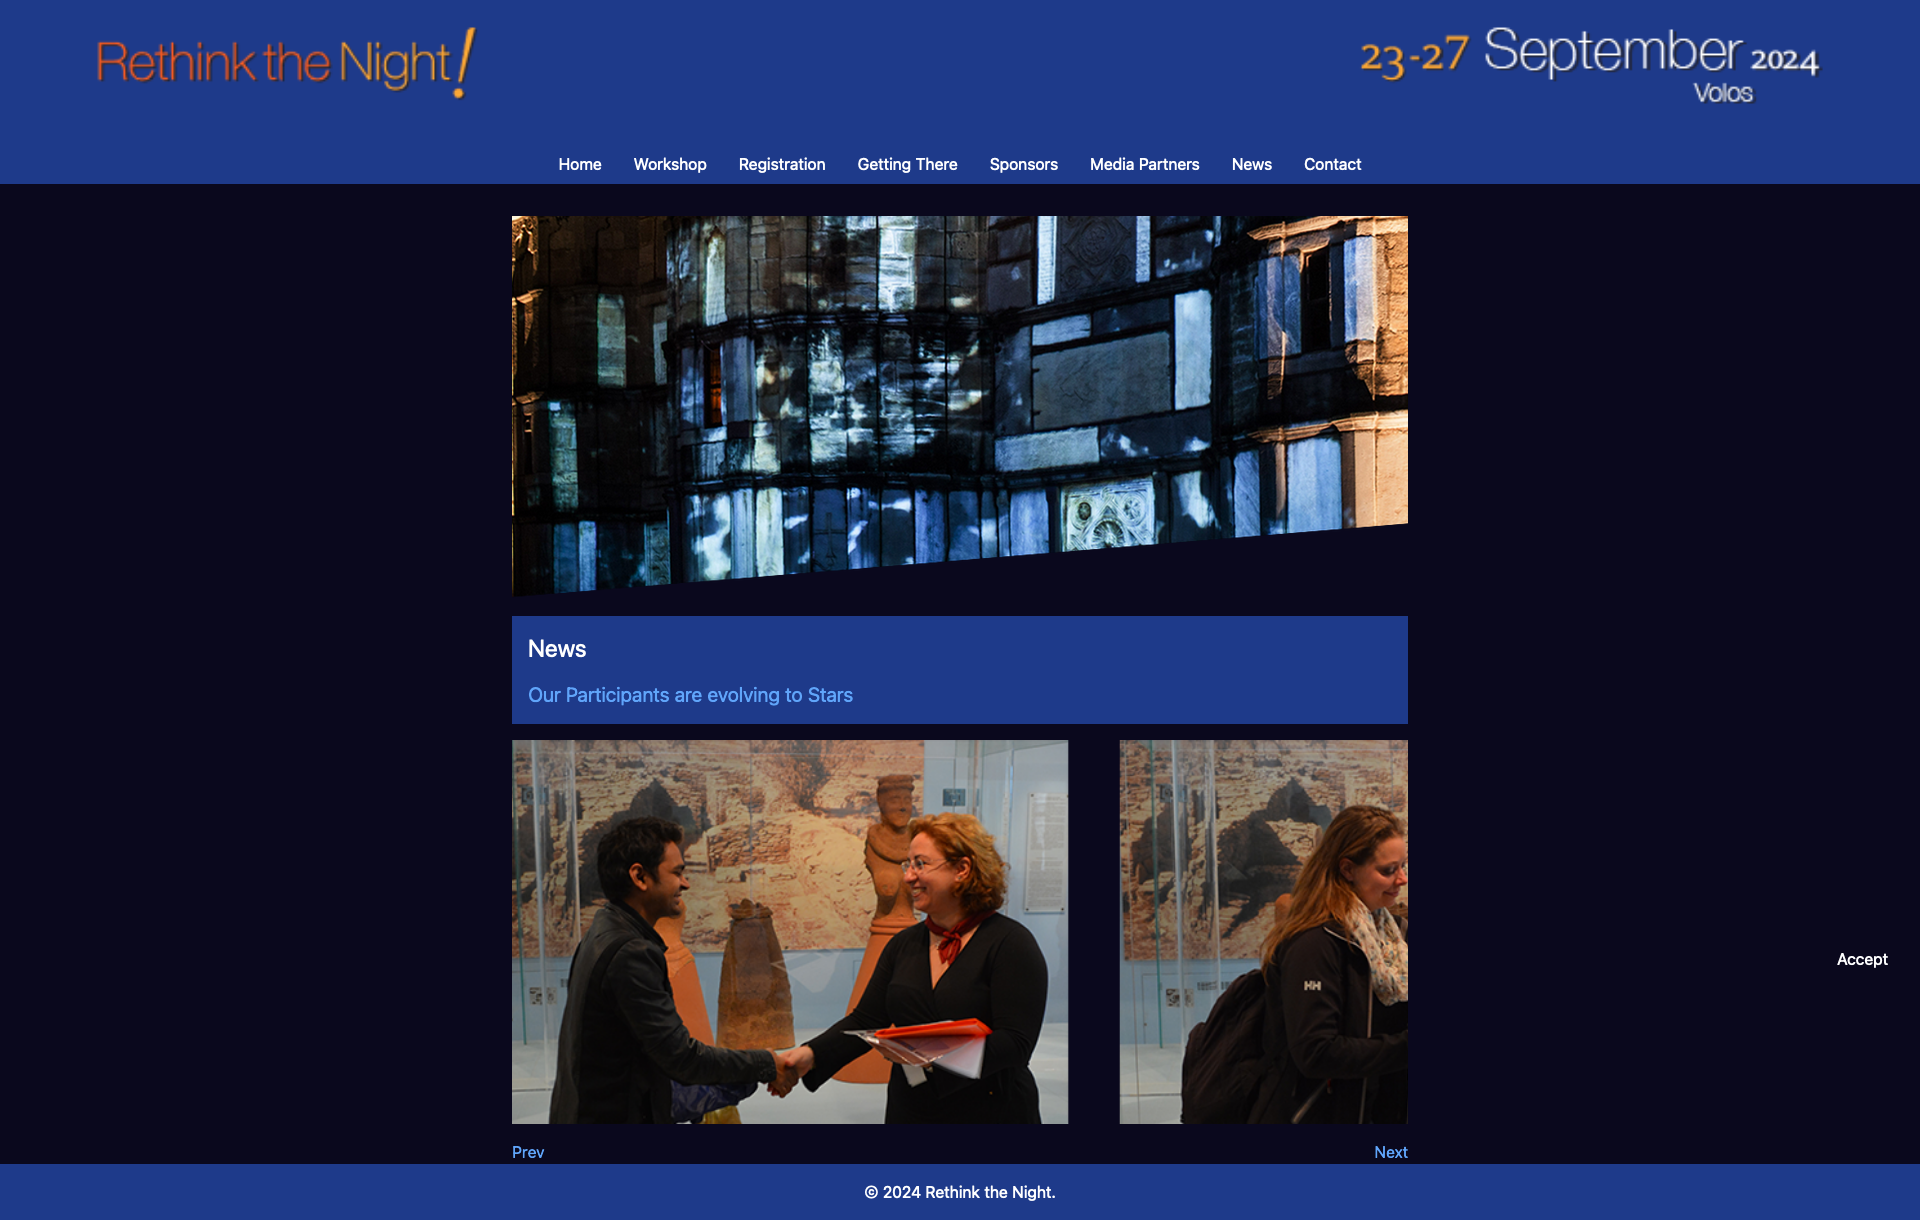 Rethink the Night!
23-27 September 2024
Volos
Home Workshop Registration Getting There Sponsors Media Partners News Contact
News
Our Participants are evolving to Stars
HH
Accept
Prev Next
© 2024 Rethink the Night.